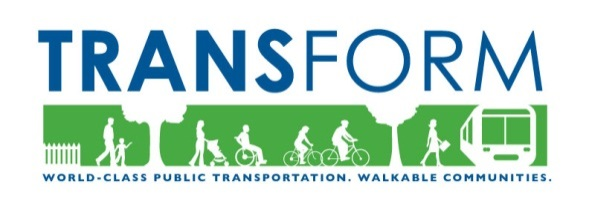 TRANSFORM
WORLD-CLASS PUBLIC TRANSPORTATION. WALKABLE COMMUNITIES.